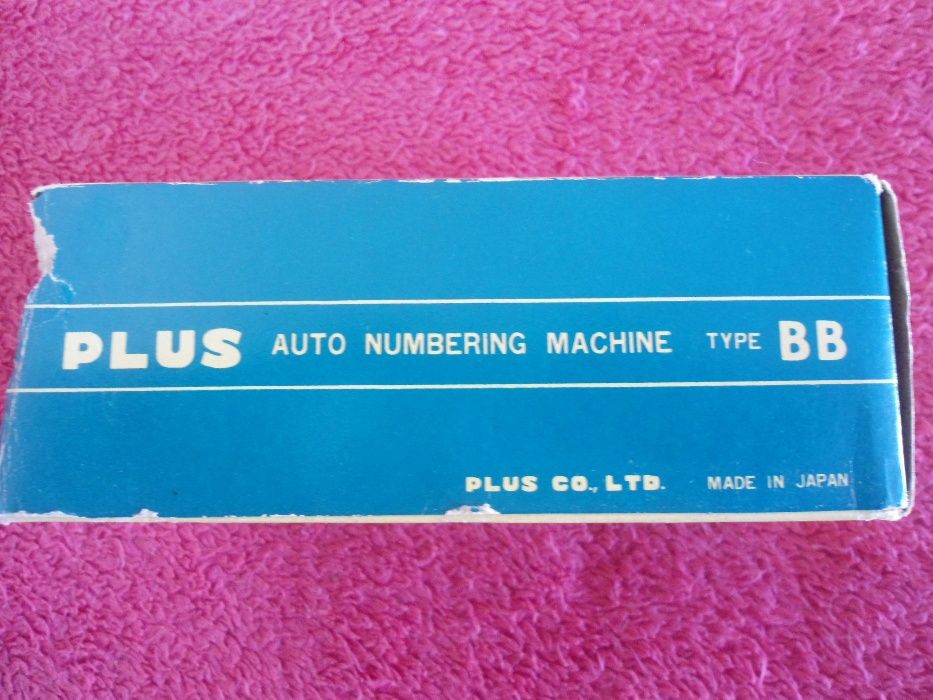 PLUS AUTO NUMBERING MACHINE TYPE BB
PLUS CO., LTD. MADE IN JAPAN